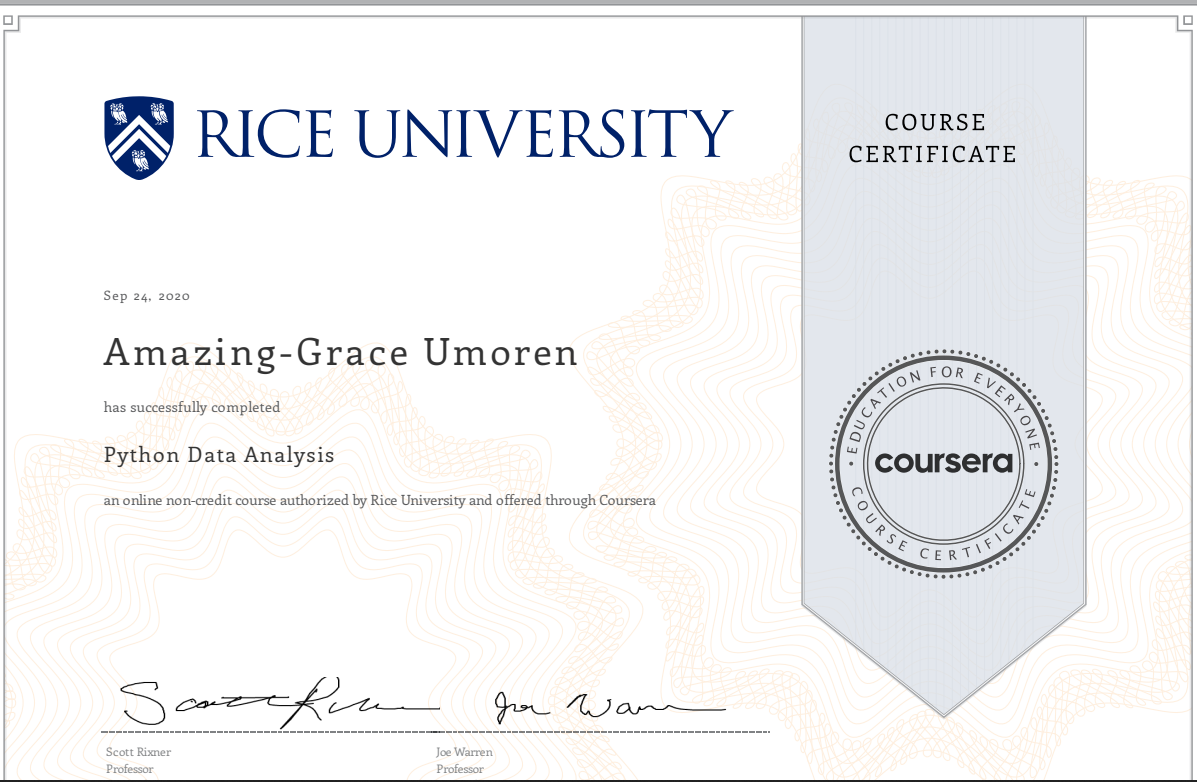 RICE UNIVERSITY
COURSE
CERTIFICATE
Sep 24, 2020
Amazing-Grace Umoren
has successfully completed
Python Data Analysis
an online non-credit course authorized by Rice University and offered through Coursera
EDUCATION FOR EVERYONE
coursera
COURSE CERTIFICATE
Scott Rixner
Joe Warren
Scott Rixner
Professor
Joe Warren
Professor